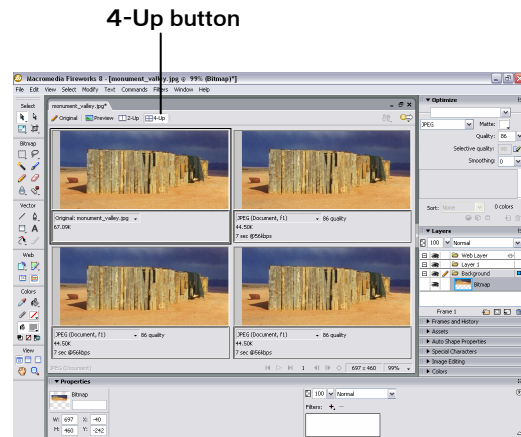 4-Up button
Macromedia Fireworks 8 - [monument_valley.jpg @ 99% (Bitmap)*]
File Edit View Select Modify Text Commands Filters Window Help
Select
monument_valley.jpg*
Original Preview 2-Up 4-Up
Bitmap
Vector
Web
Colors
View
Original: monument_valley.jpg
67.09K
JPEG (Document, f1) 86 quality
44.50K
7 sec @56kbps
JPEG (Document, f1) 86 quality
44.50K
7 sec @56kbps
JPEG (Document, f1) 86 quality
44.50K
7 sec @56kbps
JPEG (Document)
1 697 x 460 99%
Optimize
JPEG Matte:
Quality: 86
Selective quality:
Smoothing: 0
Sort: None 0 colors
Layers
100 Normal
Web Layer
Layer 1
Background
Bitmap
Frame 1
Frames and History
Assets
Auto Shape Properties
Special Characters
Image Editing
Colors
Properties
Bitmap
W: 697 X: -40
H: 460 Y: -242
100 Normal
Filters: